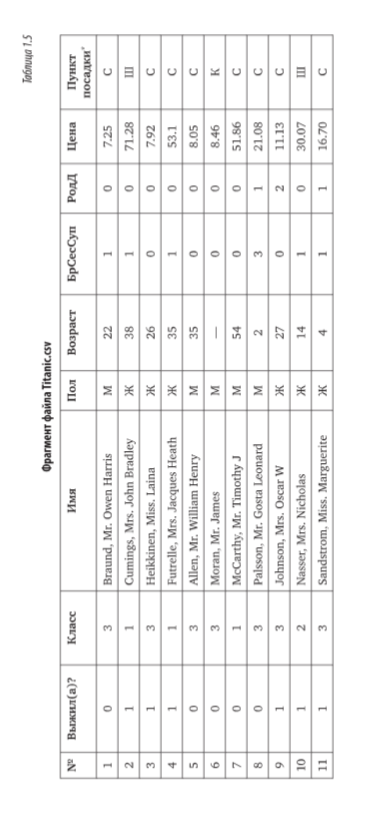 Таблица 1.5
Фрагмент файла Titanic.csv
№ Выжил(а)? Класс Имя Пол Возраст БрСесСуп РодД Цена Пункт посадки*
1 0 3 Braund, Mr. Owen Harris М 22 1 0 7.25 С
2 1 1 Cumings, Mrs. John Bradley Ж 38 1 0 71.28 Ш
3 1 3 Heikkinen, Miss. Laina Ж 26 0 0 7.92 С
4 1 1 Futrelle, Mrs. Jacques Heath Ж 35 1 0 53.1 С
5 0 3 Allen, Mr. William Henry М 35 0 0 8.05 С
6 0 3 Moran, Mr. James М — 0 0 8.46 К
7 0 1 McCarthy, Mr. Timothy J М 54 0 0 51.86 С
8 0 3 Palsson, Mr. Gosta Leonard М 2 3 1 21.08 С
9 1 3 Johnson, Mrs. Oscar W Ж 27 0 2 11.13 С
10 1 2 Nasser, Mrs. Nicholas Ж 14 1 0 30.07 Ш
11 1 3 Sandstrom, Miss. Marguerite Ж 4 1 1 16.70 С